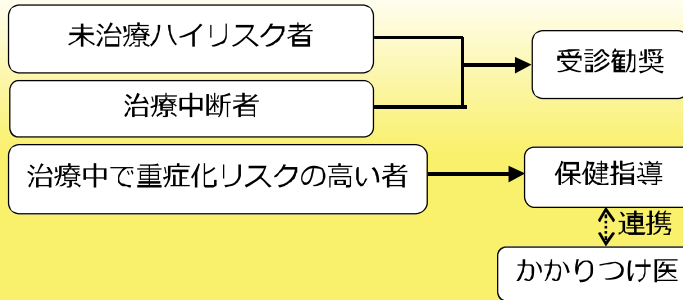 未治療ハイリスク者
受診勧奨
治療中断者
治療中で重症化リスクの高い者
保健指導
連携
かかりつけ医